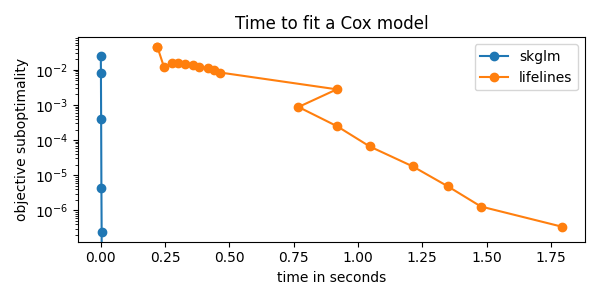 Time to fit a Cox model
skglm
lifelines
objective suboptimality
10⁻²
10⁻³
10⁻⁴
10⁻⁵
10⁻⁶
0.00 0.25 0.50 0.75 1.00 1.25 1.50 1.75
time in seconds